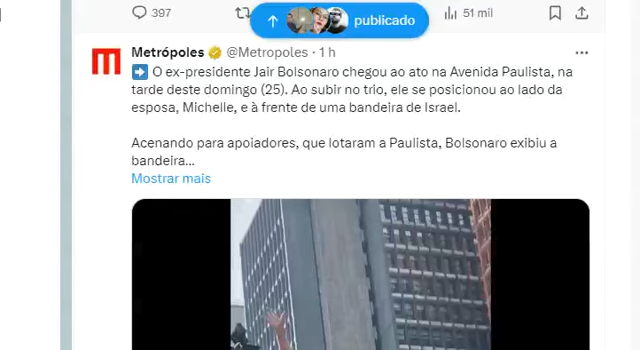 397
51 mil
publicado
Metrópoles @Metropoles · 1 h
O ex-presidente Jair Bolsonaro chegou ao ato na Avenida Paulista, na
tarde deste domingo (25). Ao subir no trio, ele se posicionou ao lado da
esposa, Michelle, e à frente de uma bandeira de Israel.
Acenando para apoiadores, que lotaram a Paulista, Bolsonaro exibiu a
bandeira...
Mostrar mais